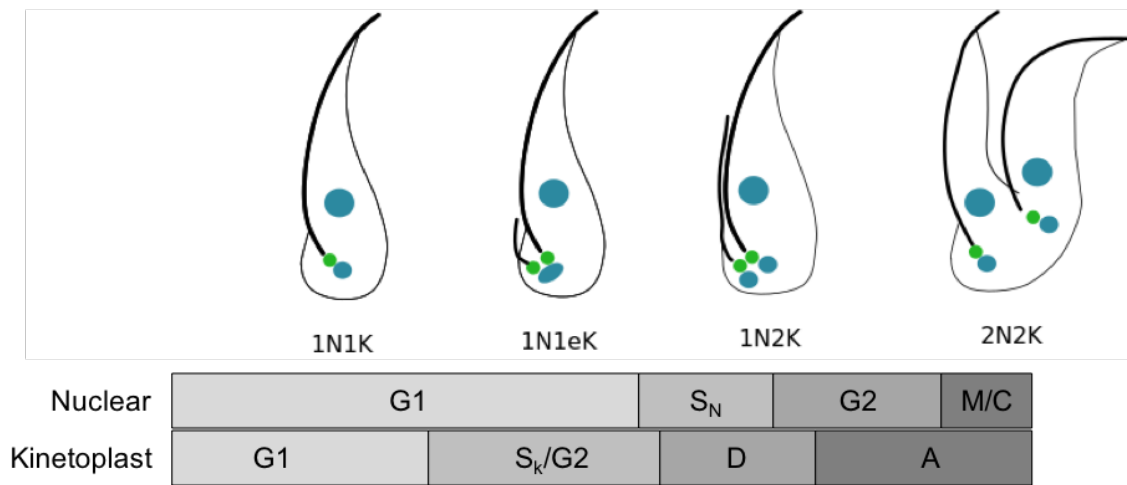 1N1K 1N1eK 1N2K 2N2K
Nuclear G1 SN G2 M/C
Kinetoplast G1 Sk/G2 D A